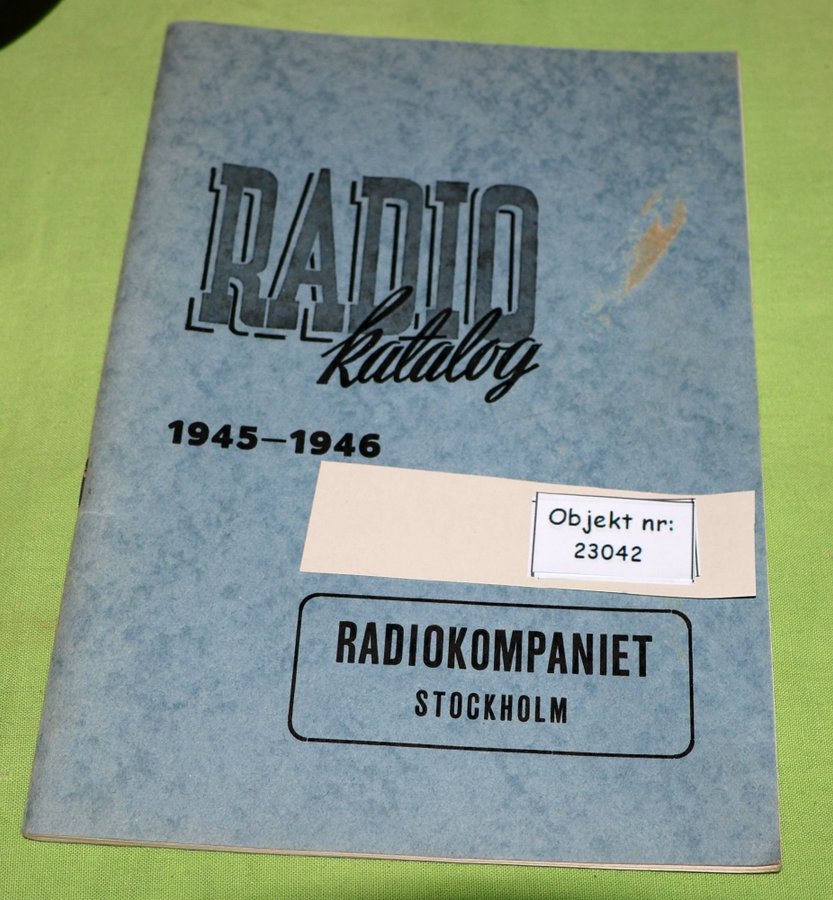 RADIO
katalog
1945–1946
Objekt nr:
23042
RADIOKOMPANIET
STOCKHOLM